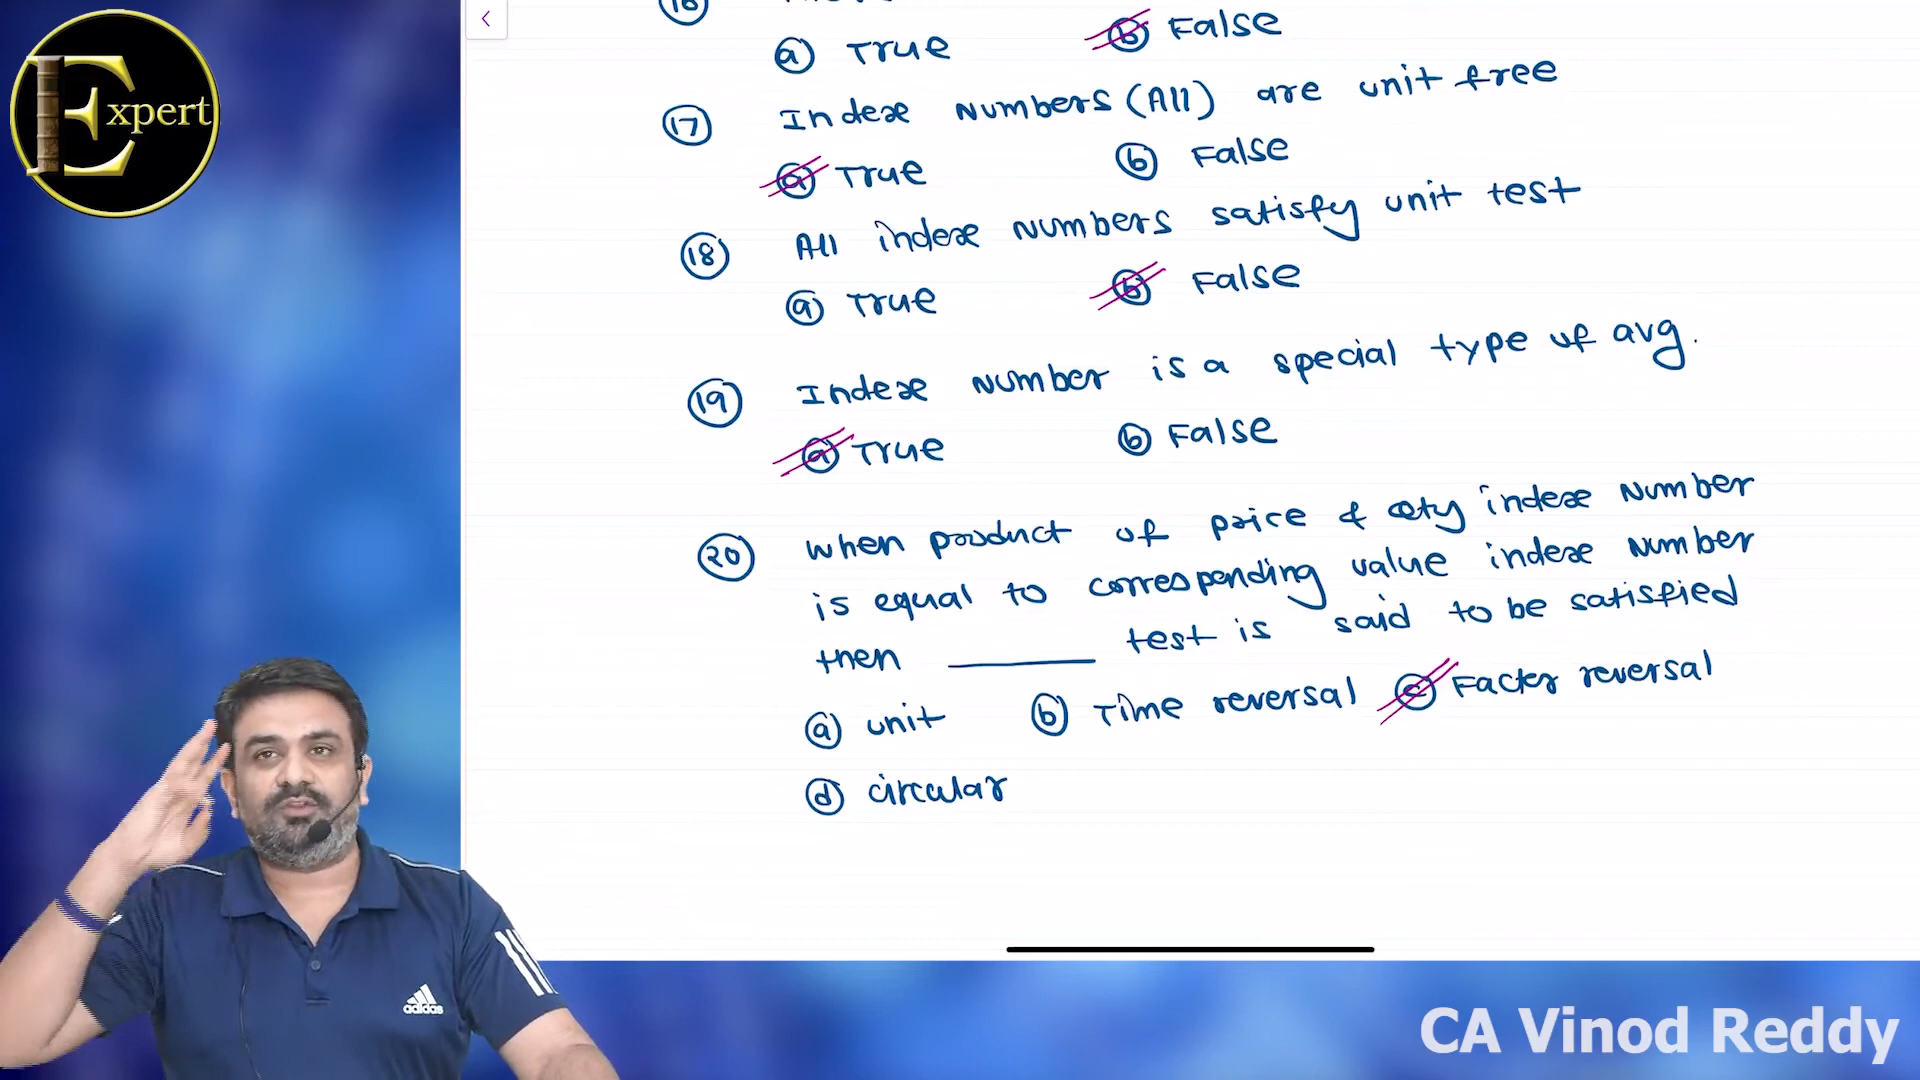 Expert
16
a True b False
17 Index Numbers (All) are unit free
a True b False
18 All index numbers satisfy unit test
a True b False
19 Index Number is a special type of avg.
a True b False
20 When product of price & Qty index Number
is equal to corresponding value index Number
then ______ test is said to be satisfied
a unit b Time reversal c Factor reversal
d circular
adidas
CA Vinod Reddy